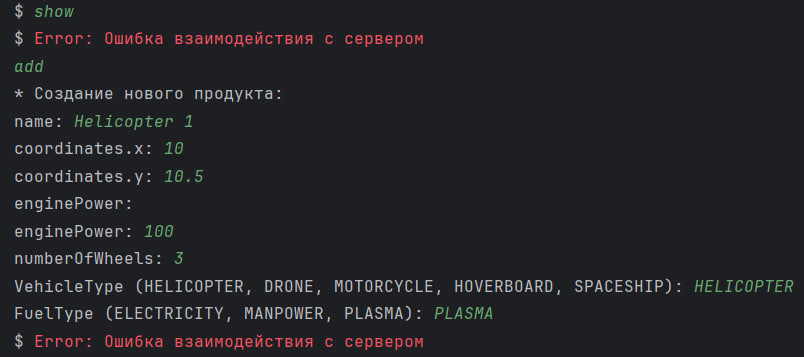 $ show
$ Error: Ошибка взаимодействия с сервером
add
* Создание нового продукта:
name: Helicopter 1
coordinates.x: 10
coordinates.y: 10.5
enginePower:
enginePower: 100
numberOfWheels: 3
VehicleType (HELICOPTER, DRONE, MOTORCYCLE, HOVERBOARD, SPACESHIP): HELICOPTER
FuelType (ELECTRICITY, MANPOWER, PLASMA): PLASMA
$ Error: Ошибка взаимодействия с сервером